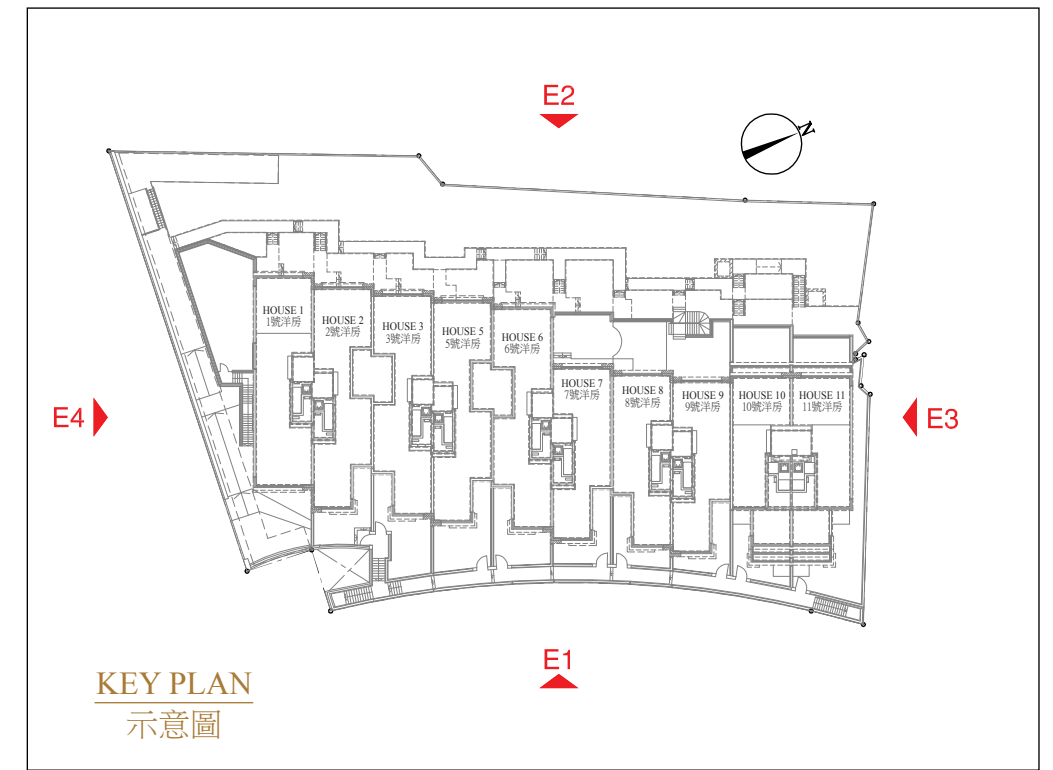 E2
N
HOUSE 1
1號洋房
HOUSE 2
2號洋房
HOUSE 3
3號洋房
HOUSE 5
5號洋房
HOUSE 6
6號洋房
HOUSE 7
7號洋房
HOUSE 8
8號洋房
HOUSE 9
9號洋房
HOUSE 10
10號洋房
HOUSE 11
11號洋房
E4
E3
E1
KEY PLAN
示意圖